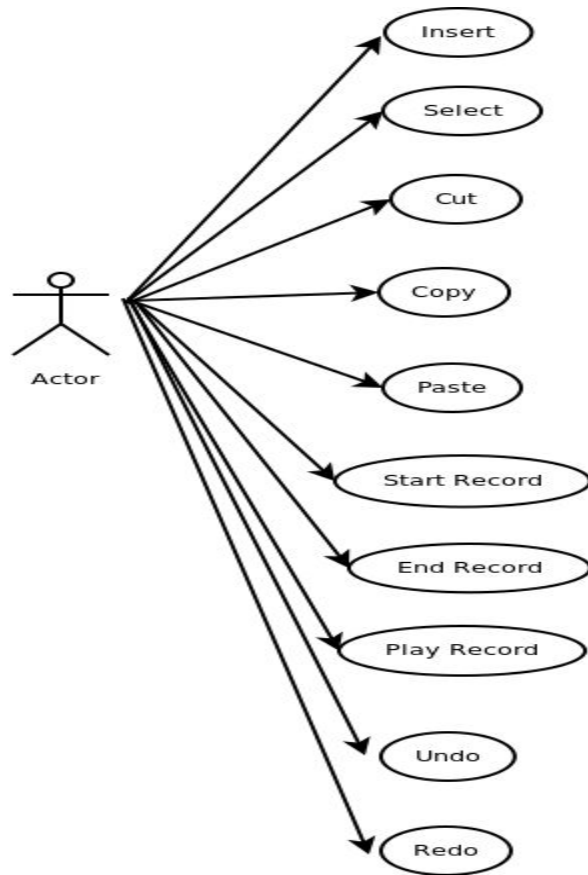 Insert
Select
Cut
Copy
Actor
Paste
Start Record
End Record
Play Record
Undo
Redo